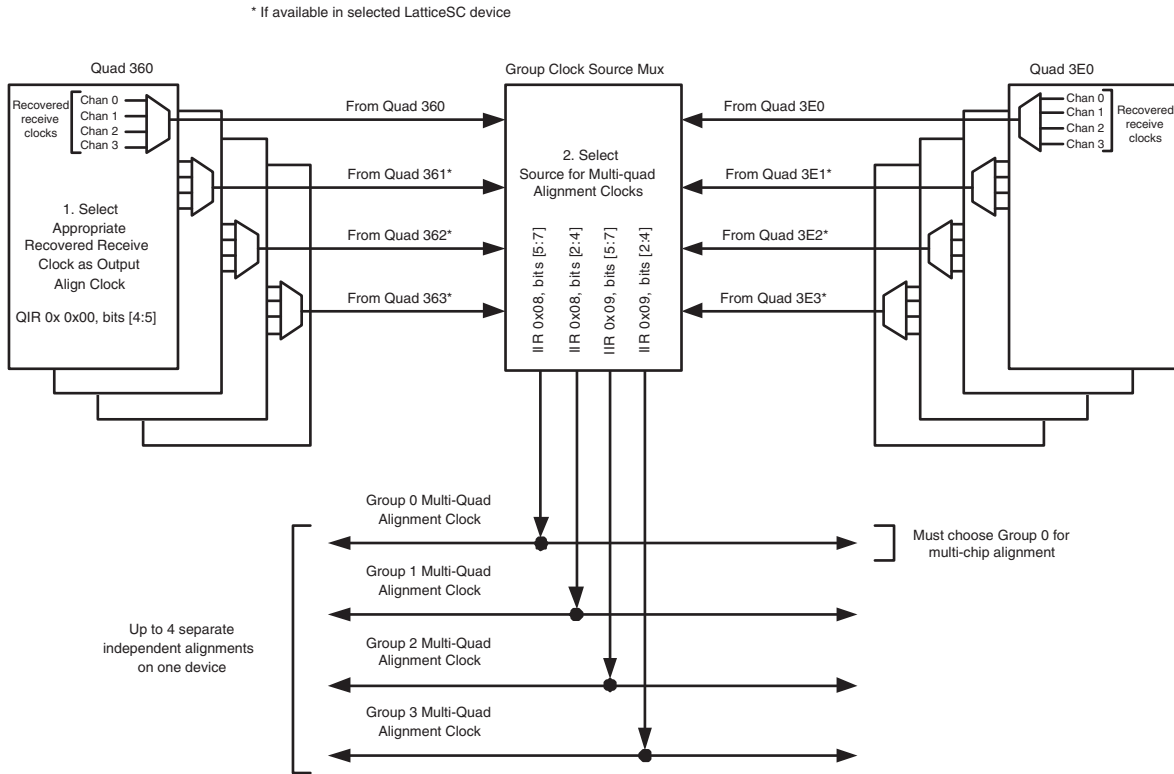 * If available in selected LatticeSC device
Quad 360
Group Clock Source Mux
Quad 3E0
Recovered
receive
clocks
Chan 0
Chan 1
Chan 2
Chan 3
From Quad 360
From Quad 3E0
Chan 0
Chan 1
Chan 2
Chan 3
Recovered
receive
clocks
2. Select
Source for Multi-quad
Alignment Clocks
From Quad 361*
From Quad 3E1*
1. Select
Appropriate
Recovered Receive
Clock as Output
Align Clock
From Quad 362*
From Quad 3E2*
From Quad 363*
From Quad 3E3*
QIR 0x 0x00, bits [4:5]
IIR 0x08, bits [5:7]
IIR 0x08, bits [2:4]
IIR 0x09, bits [5:7]
IIR 0x09, bits [2:4]
Group 0 Multi-Quad
Alignment Clock
Must choose Group 0 for
multi-chip alignment
Group 1 Multi-Quad
Alignment Clock
Up to 4 separate
independent alignments
on one device
Group 2 Multi-Quad
Alignment Clock
Group 3 Multi-Quad
Alignment Clock